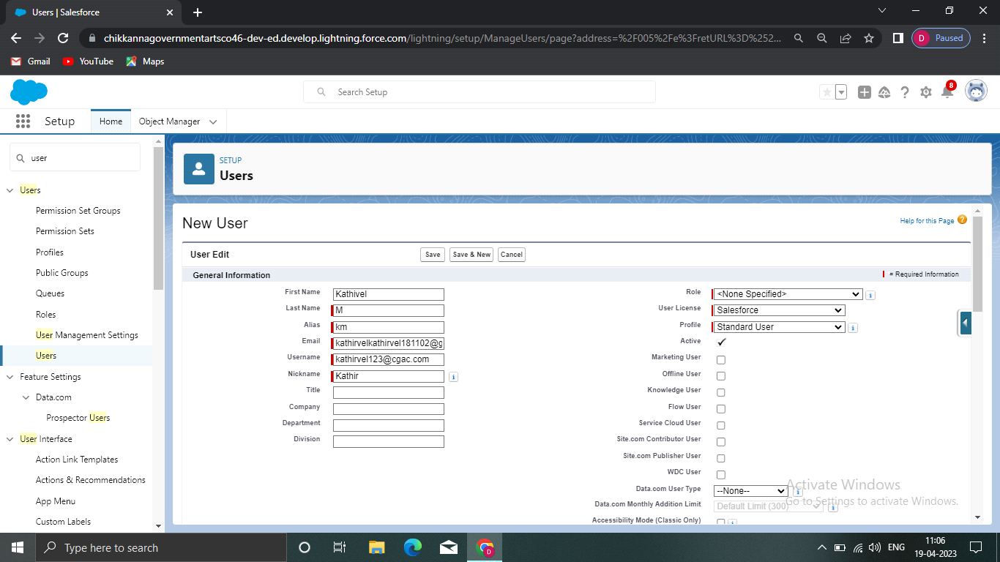 Users | Salesforce
chikkannagovernmentartsco46-dev-ed.develop.lightning.force.com/lightning/setup/ManageUsers/page?address=%2F005%2Fe%3FretURL%3D%252...
D Paused
Gmail YouTube Maps
Search Setup
8
Setup Home Object Manager
user
Users
Permission Set Groups
Permission Sets
Profiles
Public Groups
Queues
Roles
User Management Settings
Users
Feature Settings
Data.com
Prospector Users
User Interface
Action Link Templates
Actions & Recommendations
App Menu
Custom Labels
SETUP
Users
New User
Help for this Page ?
User Edit Save Save & New Cancel
General Information
= Required Information
First Name Kathivel
Last Name M
Alias km
Email kathirvelkathirvel181102@g
Username kathirvel123@cgac.com
Nickname Kathir
Title
Company
Department
Division
Role <None Specified>
User License Salesforce
Profile Standard User
Active
Marketing User
Offline User
Knowledge User
Flow User
Service Cloud User
Site.com Contributor User
Site.com Publisher User
WDC User
Data.com User Type --None--
Data.com Monthly Addition Limit Default Limit (300)
Accessibility Mode (Classic Only)
Activate Windows
Go to Settings to activate Windows.
Type here to search
D
ENG
11:06
19-04-2023